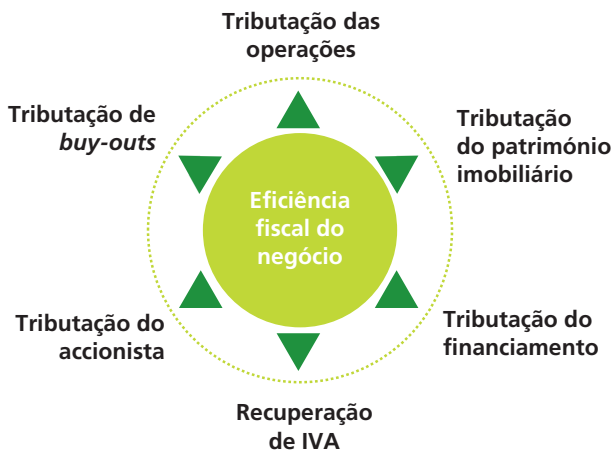 Tributação das
operações
Tributação de
buy-outs
Tributação
do património
imobiliário
Eficiência
fiscal do
negócio
Tributação do
accionista
Tributação do
financiamento
Recuperação
de IVA